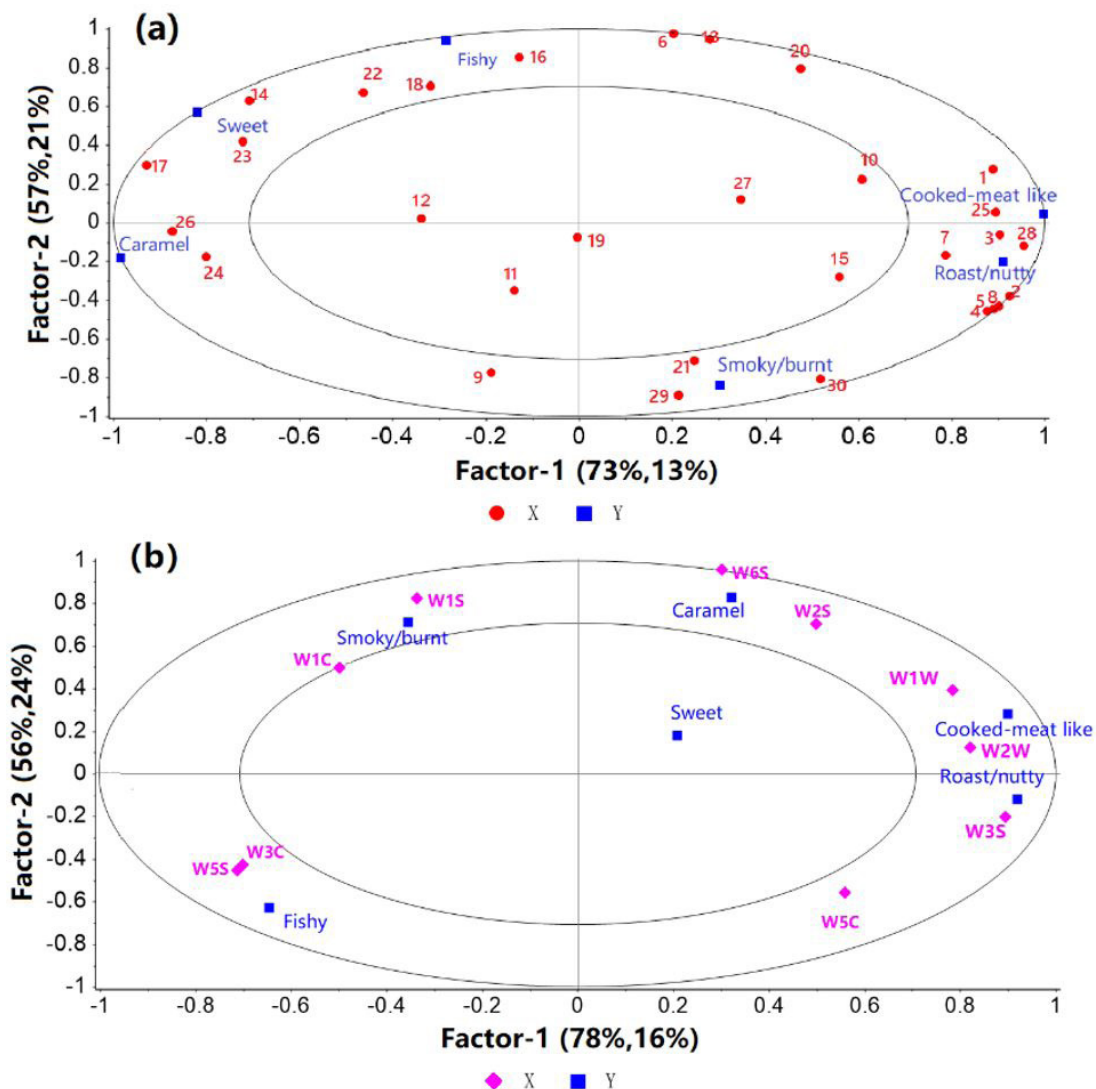 (a)
1
0.8
0.6
0.4
0.2
0
-0.2
-0.4
-0.6
-0.8
-1
Factor-2 (57%,21%)
6
13
20
Fishy
16
22
18
14
Sweet
23
17
10
1
27
Cooked-meat like
12
25
26
Caramel
19
3
28
7
24
Roast/nutty
15
11
5
8
2
4
21
Smoky/burnt
9
29
30
-1
-0.8
-0.6
-0.4
-0.2
0
0.2
0.4
0.6
0.8
1
Factor-1 (73%,13%)
X
Y
(b)
1
0.8
0.6
0.4
0.2
0
-0.2
-0.4
-0.6
-0.8
-1
Factor-2 (56%,24%)
W6S
W1S
Caramel
W2S
Smoky/burnt
W1C
W1W
Sweet
Cooked-meat like
W2W
Roast/nutty
W3S
W3C
W5S
Fishy
W5C
-1
-0.8
-0.6
-0.4
-0.2
0
0.2
0.4
0.6
0.8
1
Factor-1 (78%,16%)
X
Y